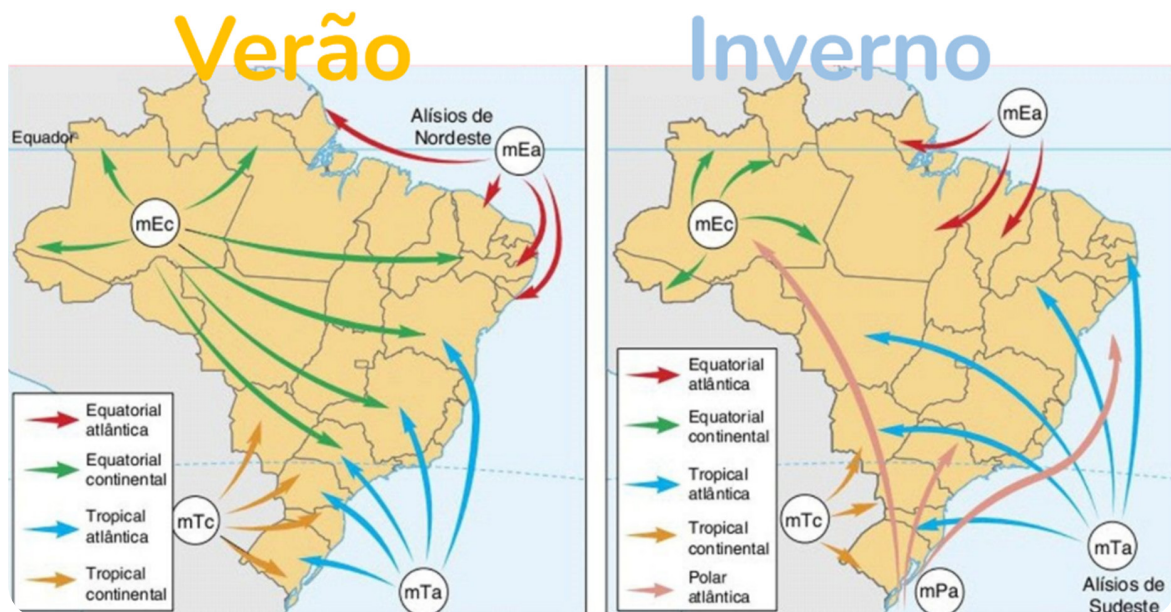 Verão
Inverno
Equador
Alísios de
Nordeste
mEa
mEc
mTc
mTa
Equatorial
atlântica
Equatorial
continental
Tropical
atlântica
Tropical
continental
mEa
mEc
mTc
mPa
mTa
Alísios de
Sudeste
Equatorial
atlântica
Equatorial
continental
Tropical
atlântica
Tropical
continental
Polar
atlântica